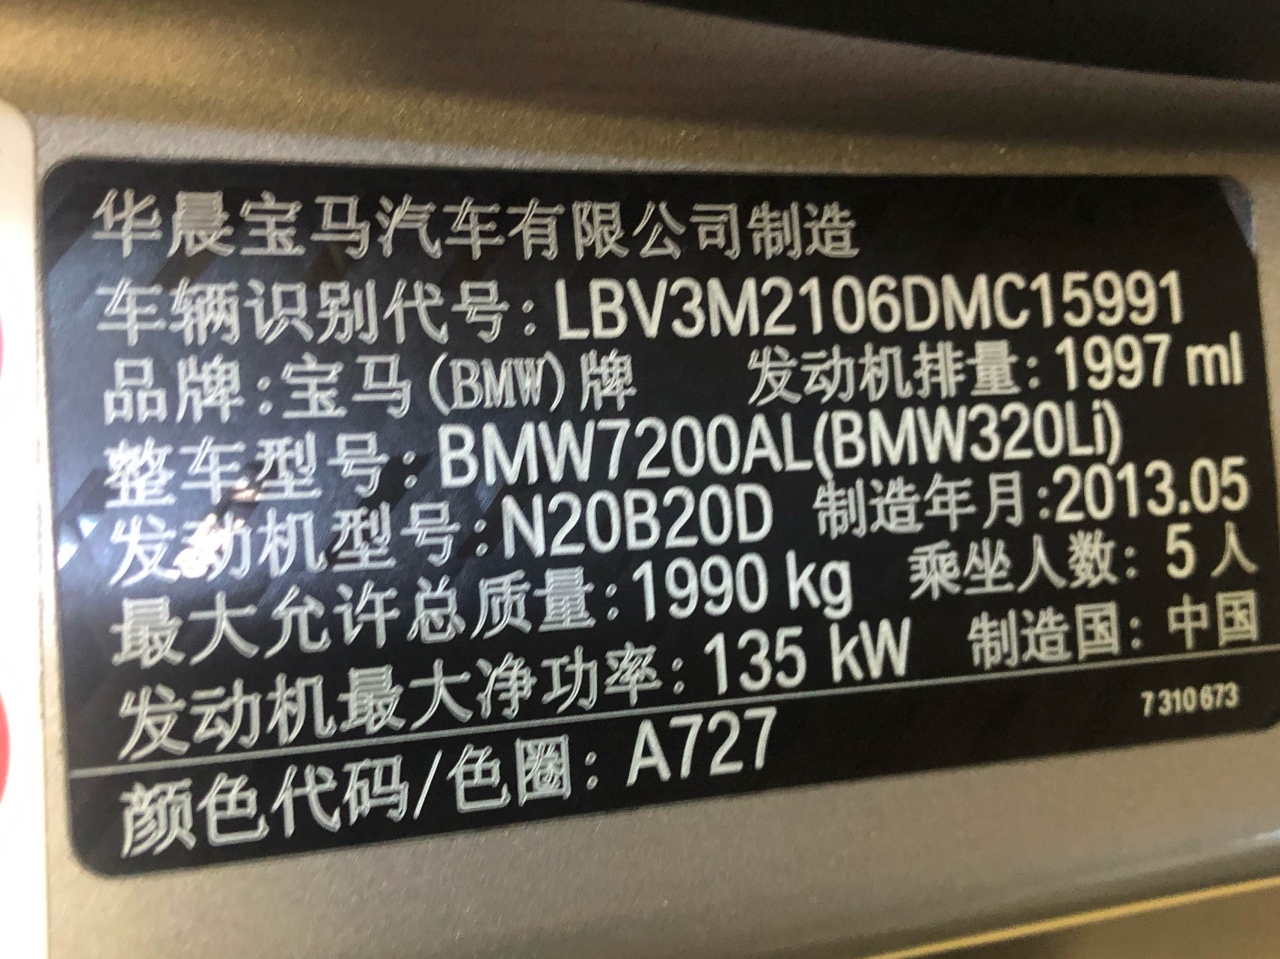 华晨宝马汽车有限公司制造
车辆识别代号:LBV3M2106DMC15991
品牌:宝马(BMW)牌 发动机排量:1997 ml
整车型号:BMW7200AL(BMW320Li)
发动机型号:N20B20D 制造年月:2013.05
最大允许总质量:1990 kg 乘坐人数:5人
发动机最大净功率:135 kW 制造国:中国
7 310 673
颜色代码/色圈:A727